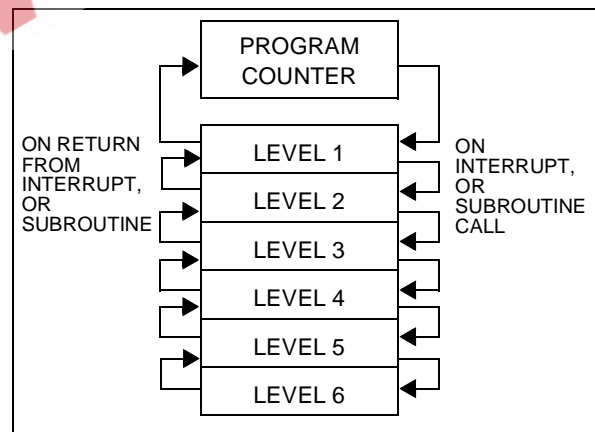 PROGRAM
COUNTER
ON RETURN
FROM
INTERRUPT,
OR
SUBROUTINE
LEVEL 1
LEVEL 2
LEVEL 3
LEVEL 4
LEVEL 5
LEVEL 6
ON
INTERRUPT,
OR
SUBROUTINE
CALL